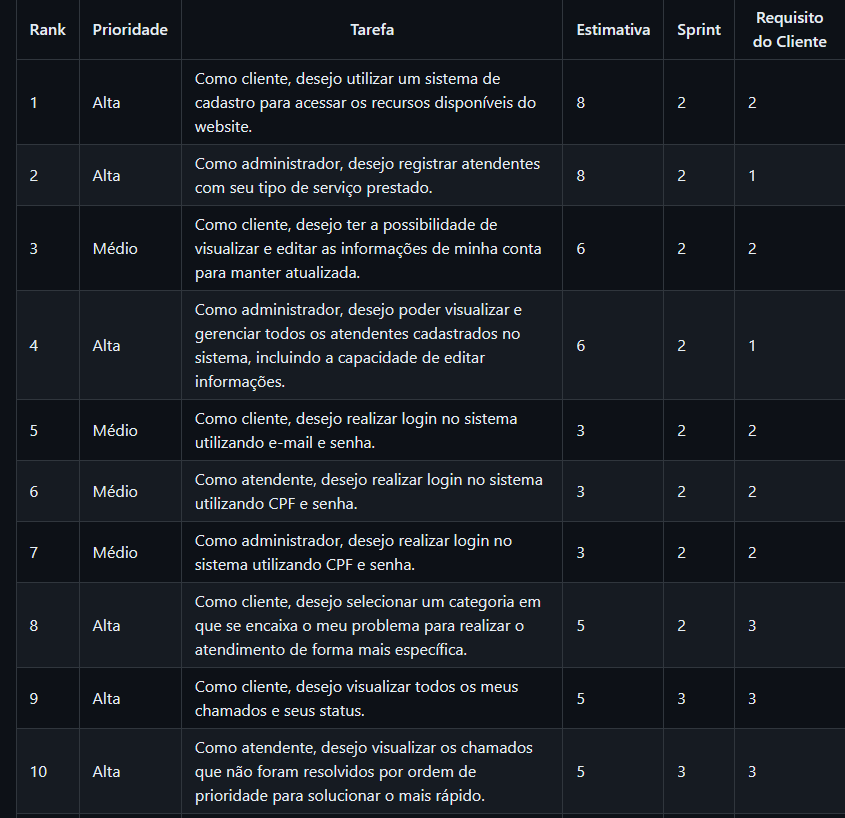 Rank Prioridade Tarefa Estimativa Sprint Requisito
do Cliente
1 Alta Como cliente, desejo utilizar um sistema de
cadastro para acessar os recursos disponíveis do
website. 8 2 2
2 Alta Como administrador, desejo registrar atendentes
com seu tipo de serviço prestado. 8 2 1
3 Médio Como cliente, desejo ter a possibilidade de
visualizar e editar as informações de minha conta
para manter atualizada. 6 2 2
4 Alta Como administrador, desejo poder visualizar e
gerenciar todos os atendentes cadastrados no
sistema, incluindo a capacidade de editar
informações. 6 2 1
5 Médio Como cliente, desejo realizar login no sistema
utilizando e-mail e senha. 3 2 2
6 Médio Como atendente, desejo realizar login no sistema
utilizando CPF e senha. 3 2 2
7 Médio Como administrador, desejo realizar login no
sistema utilizando CPF e senha. 3 2 2
8 Alta Como cliente, desejo selecionar um categoria em
que se encaixa o meu problema para realizar o
atendimento de forma mais específica. 5 2 3
9 Alta Como cliente, desejo visualizar todos os meus
chamados e seus status. 5 3 3
10 Alta Como atendente, desejo visualizar os chamados
que não foram resolvidos por ordem de
prioridade para solucionar o mais rápido. 5 3 3